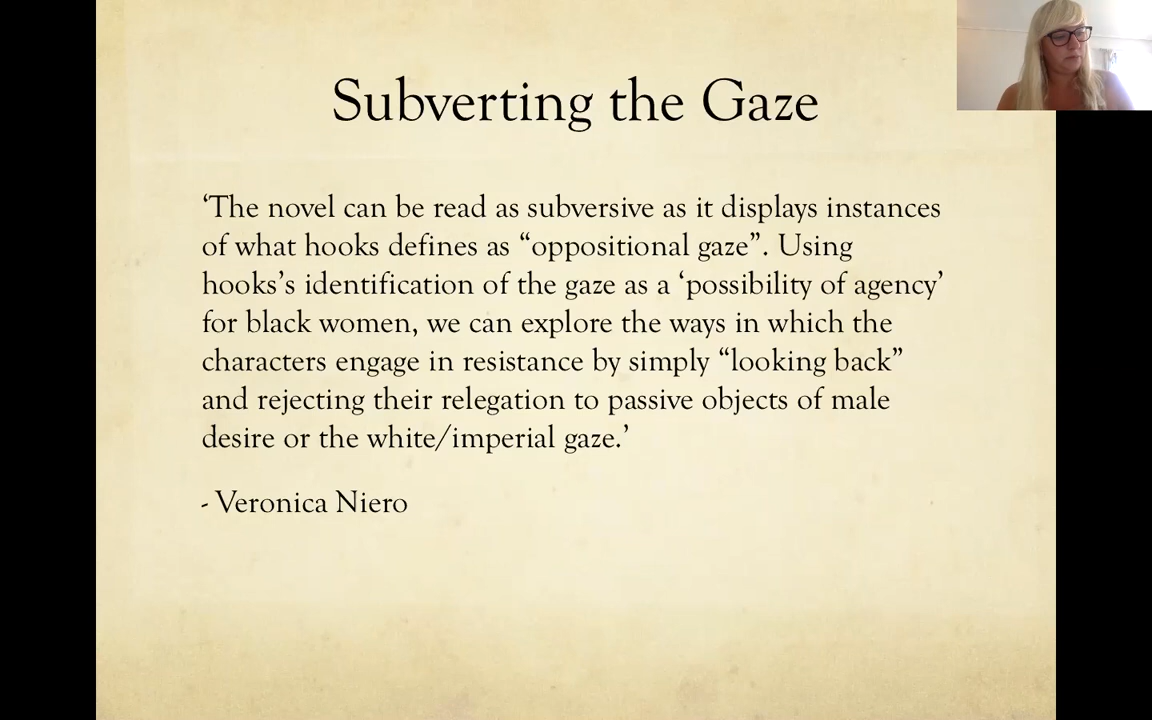 Subverting the Gaze
‘The novel can be read as subversive as it displays instances
of what hooks defines as “oppositional gaze”. Using
hooks’s identification of the gaze as a ‘possibility of agency’
for black women, we can explore the ways in which the
characters engage in resistance by simply “looking back”
and rejecting their relegation to passive objects of male
desire or the white/imperial gaze.’
- Veronica Niero